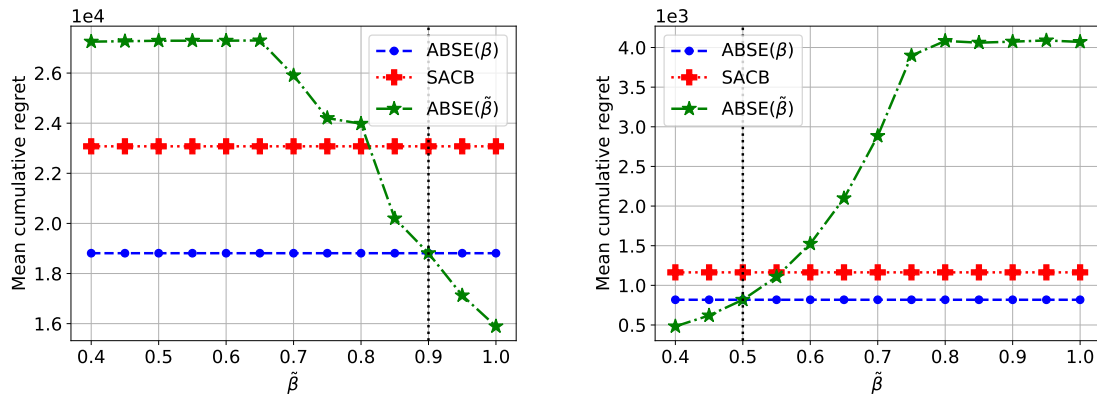 1e4
Mean cumulative regret
2.6
2.4
2.2
2.0
1.8
1.6
ABSE(β)
SACB
ABSE(β̃)
0.4 0.5 0.6 0.7 0.8 0.9 1.0
β̃
1e3
Mean cumulative regret
4.0
3.5
3.0
2.5
2.0
1.5
1.0
0.5
ABSE(β)
SACB
ABSE(β̃)
0.4 0.5 0.6 0.7 0.8 0.9 1.0
β̃